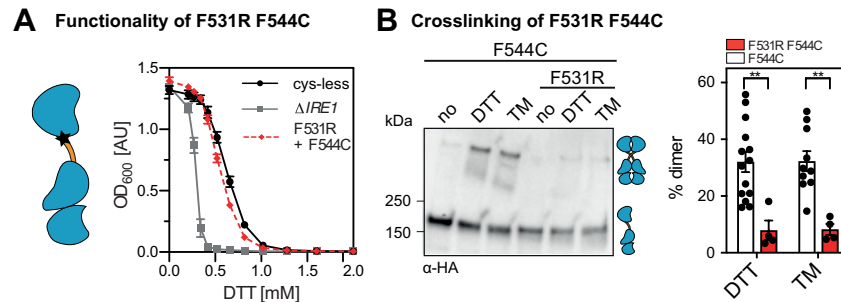 A Functionality of F531R F544C
1.5
1.0
0.5
0.0
OD600 [AU]
0.0 0.5 1.0 1.5 2.0
DTT [mM]
cys-less
ΔIRE1
F531R
+ F544C
B Crosslinking of F531R F544C
F544C
F531R
no DTT TM no DTT TM
kDa
250
150
α-HA
F531R F544C
F544C
** **
60
40
20
0
% dimer
DTT TM